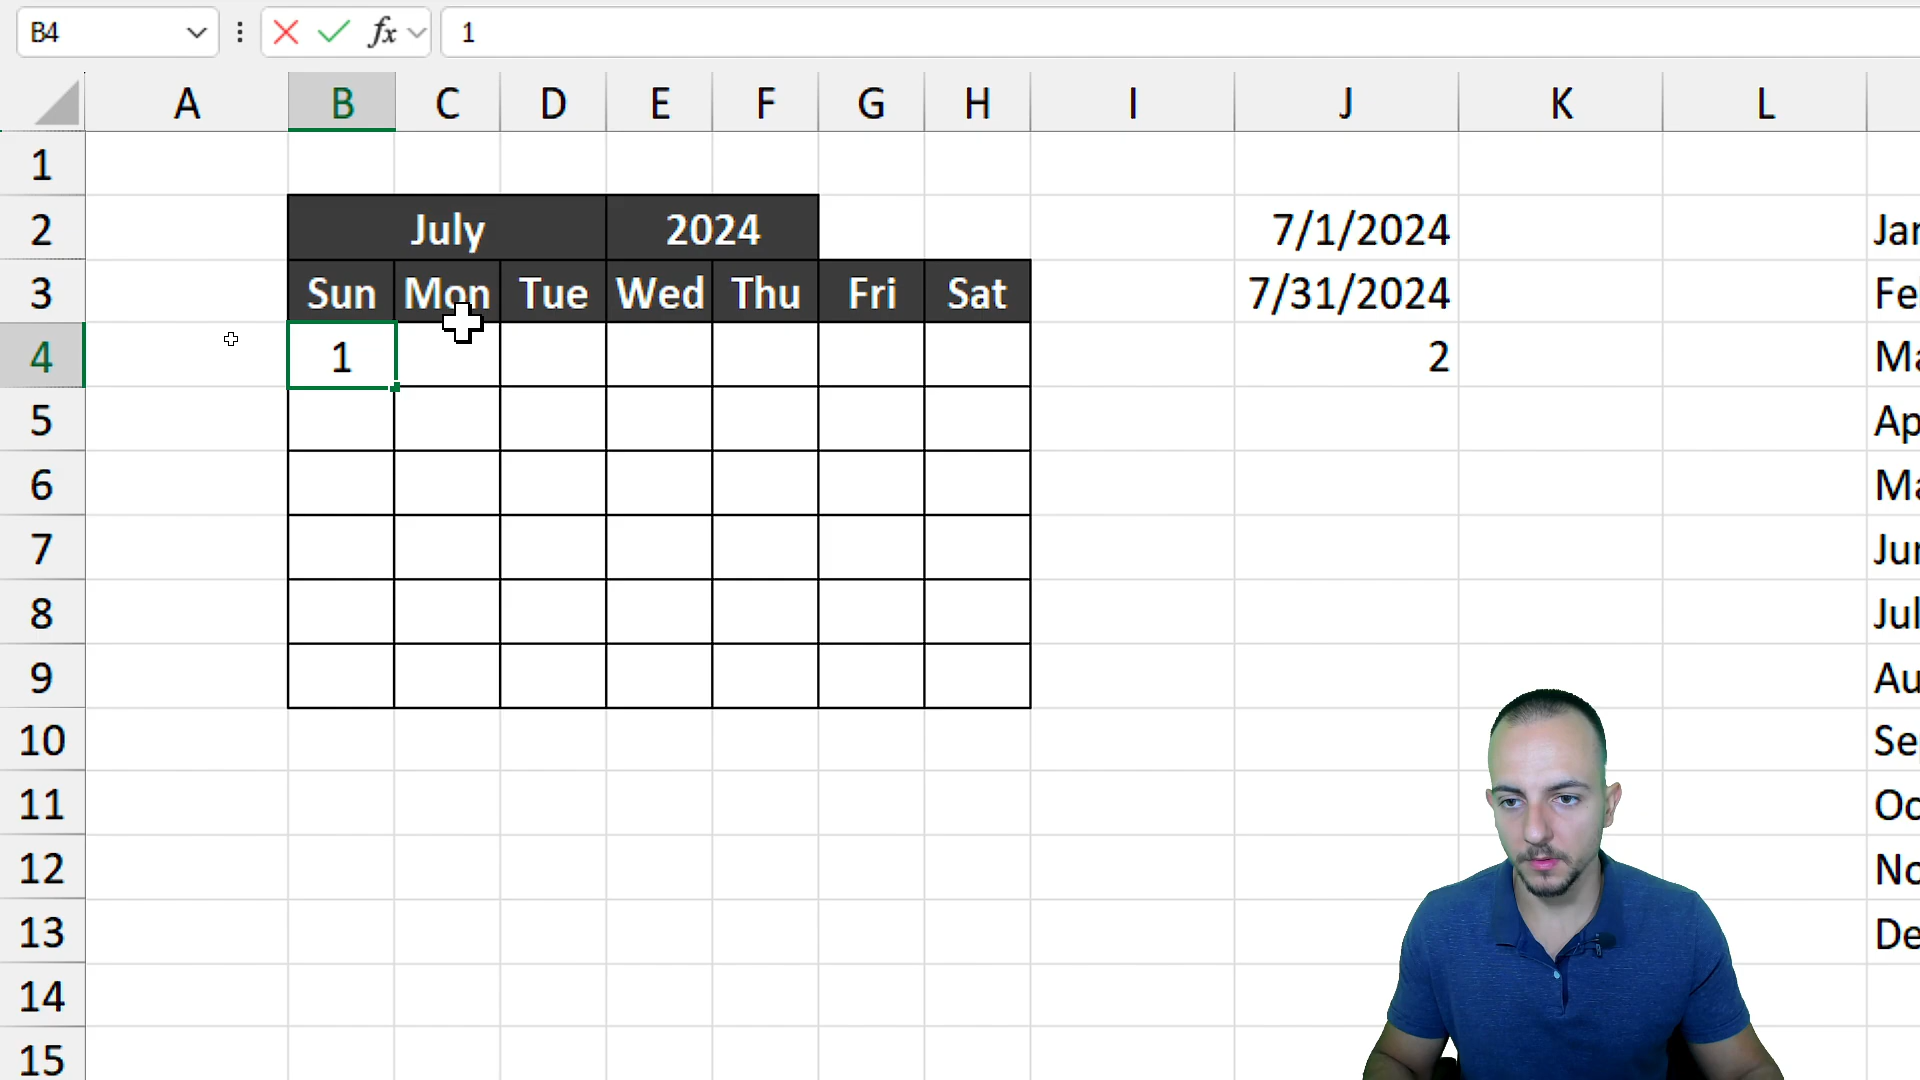 B4 fx 1
A B C D E F G H I J K L
1
2 July 2024 7/1/2024 Jan
3 Sun Mon Tue Wed Thu Fri Sat 7/31/2024 Fe
4 1 2 Ma
5 Ap
6 Ma
7 Jun
8 Jul
9 Au
10 Se
11 Oc
12 No
13 De
14
15